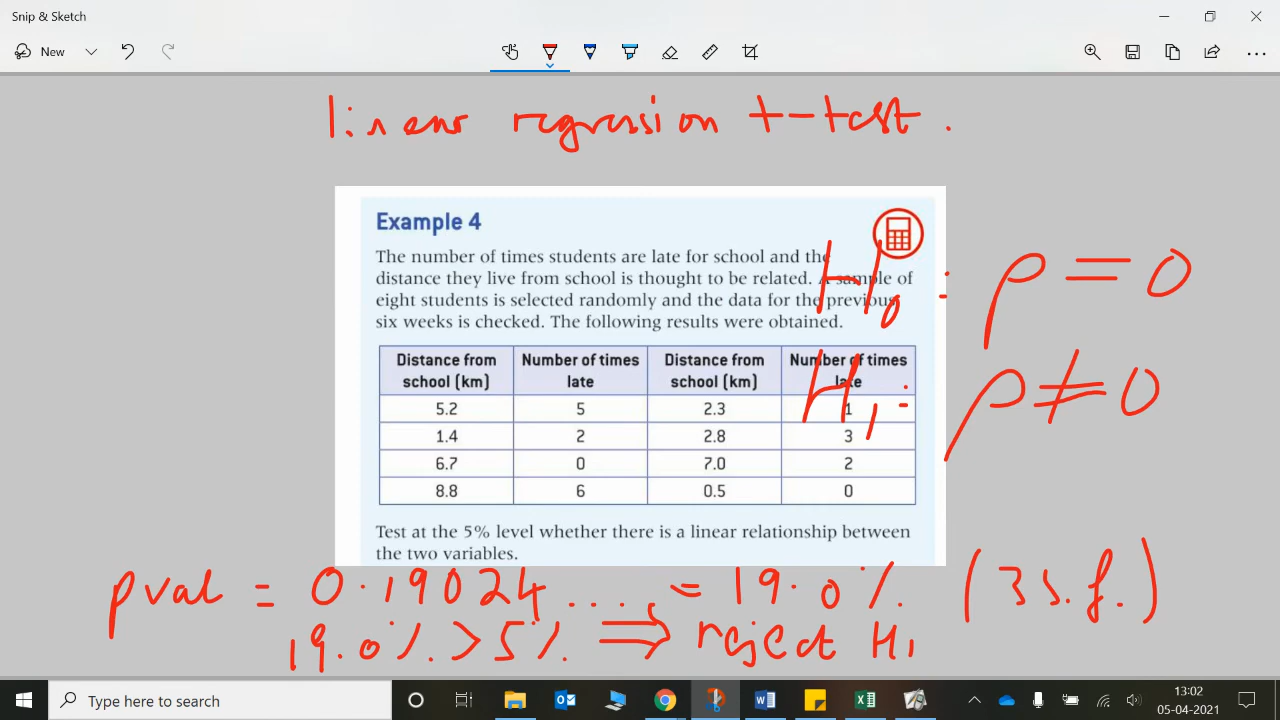 Snip & Sketch
New
linear regression t-test.
Example 4
The number of times students are late for school and the
distance they live from school is thought to be related. A sample of
eight students is selected randomly and the data for the previous
six weeks is checked. The following results were obtained.
H₀: ρ = 0
H₁: ρ ≠ 0
Distance from school (km) Number of times late Distance from school (km) Number of times late
5.2 5 2.3 1
1.4 2 2.8 3
6.7 0 7.0 2
8.8 6 0.5 0
Test at the 5% level whether there is a linear relationship between
the two variables.
pval = 0.19024...., = 19.0% (3 s.f.)
19.0% > 5% ⇒ reject H₁
Type here to search
13:02
05-04-2021